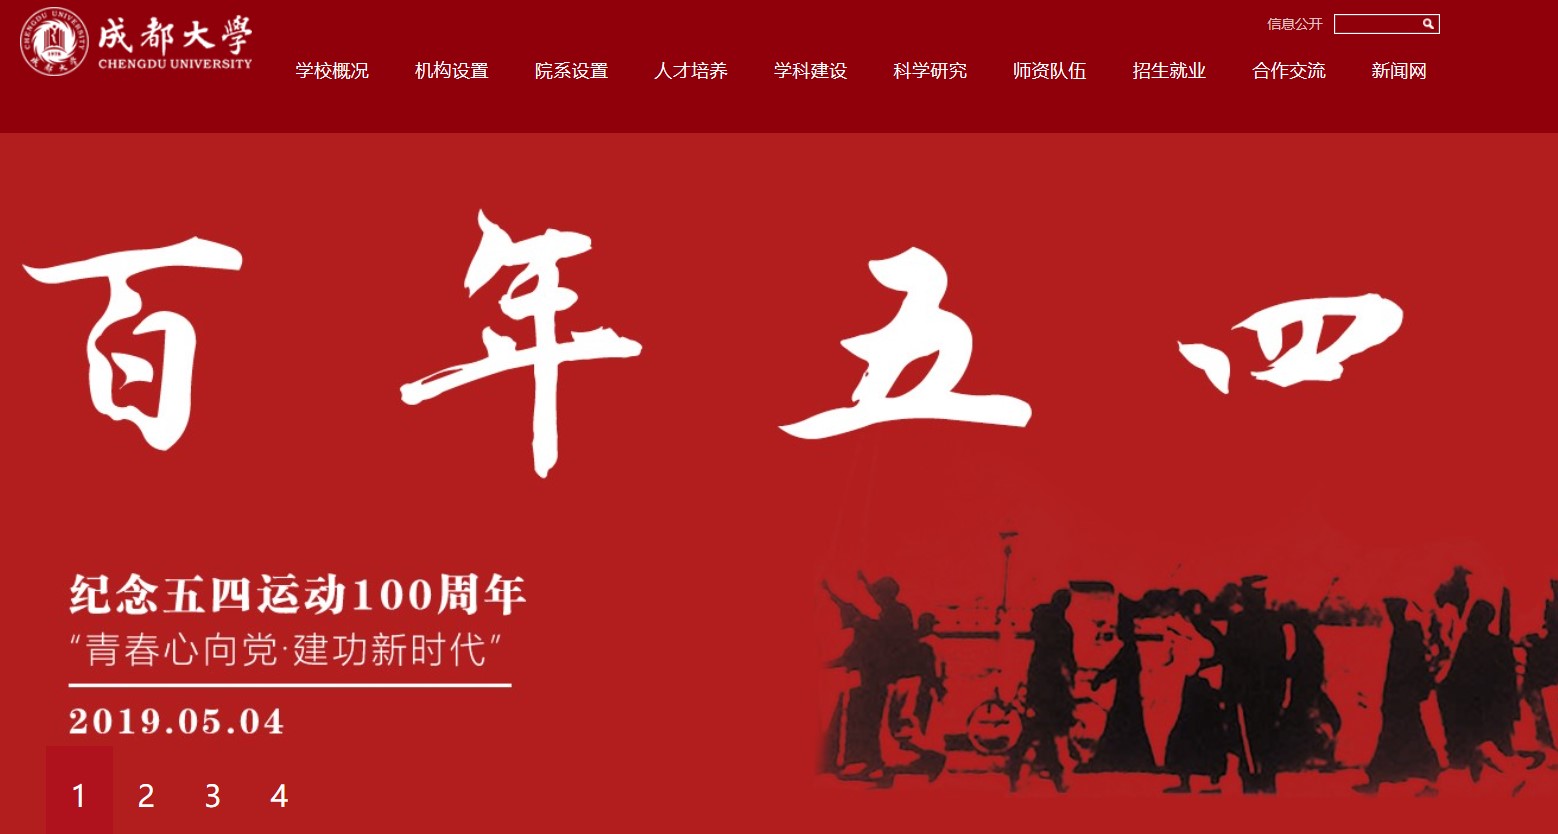 成都大學
CHENGDU UNIVERSITY
信息公开
学校概况 机构设置 院系设置 人才培养 学科建设 科学研究 师资队伍 招生就业 合作交流 新闻网
百年五四
纪念五四运动100周年
“青春心向党·建功新时代”
2019.05.04
1 2 3 4